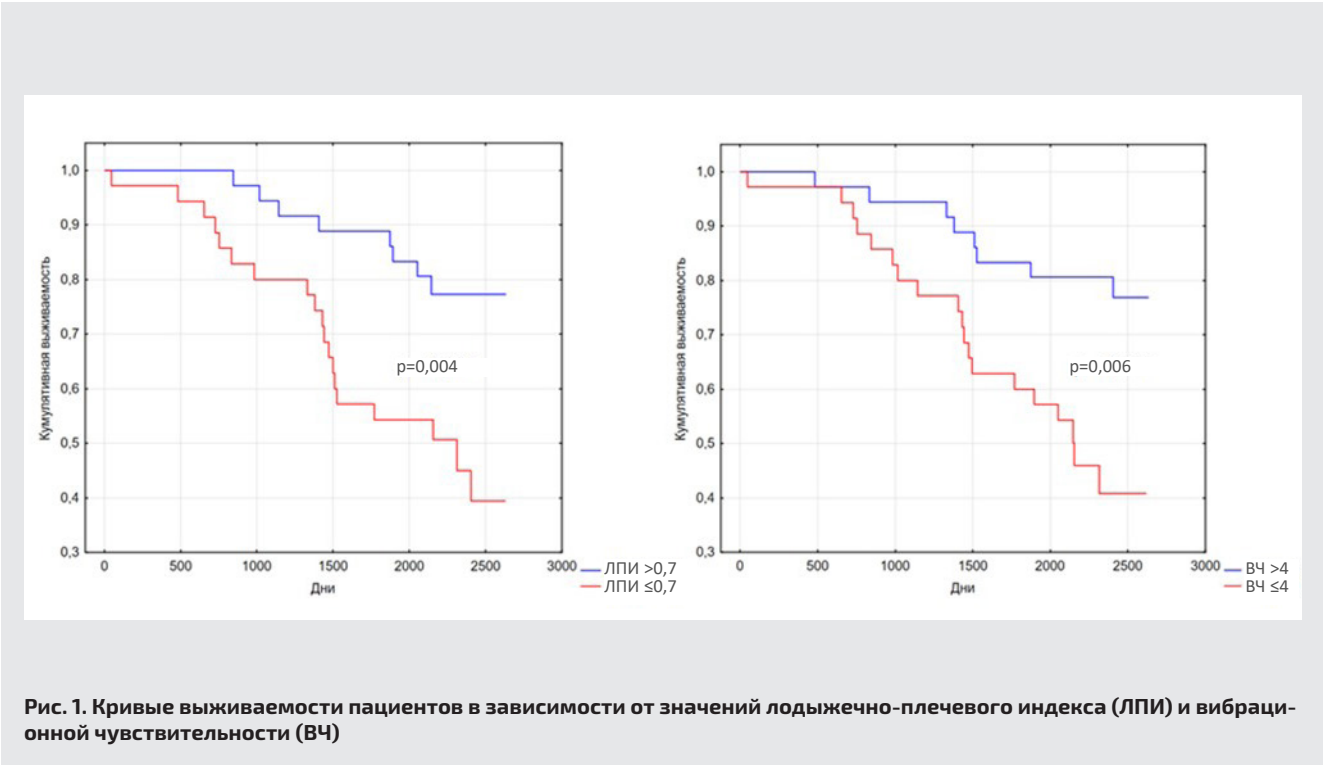 Кумулятивная выживаемость
1,0
0,9
0,8
0,7
0,6
0,5
0,4
0,3
p=0,004
0 500 1000 1500 2000 2500 3000
Дни
ЛПИ >0,7
ЛПИ ≤0,7
Кумулятивная выживаемость
1,0
0,9
0,8
0,7
0,6
0,5
0,4
0,3
p=0,006
0 500 1000 1500 2000 2500 3000
Дни
ВЧ >4
ВЧ ≤4
Рис. 1. Кривые выживаемости пациентов в зависимости от значений лодыжечно-плечевого индекса (ЛПИ) и вибраци-
онной чувствительности (ВЧ)